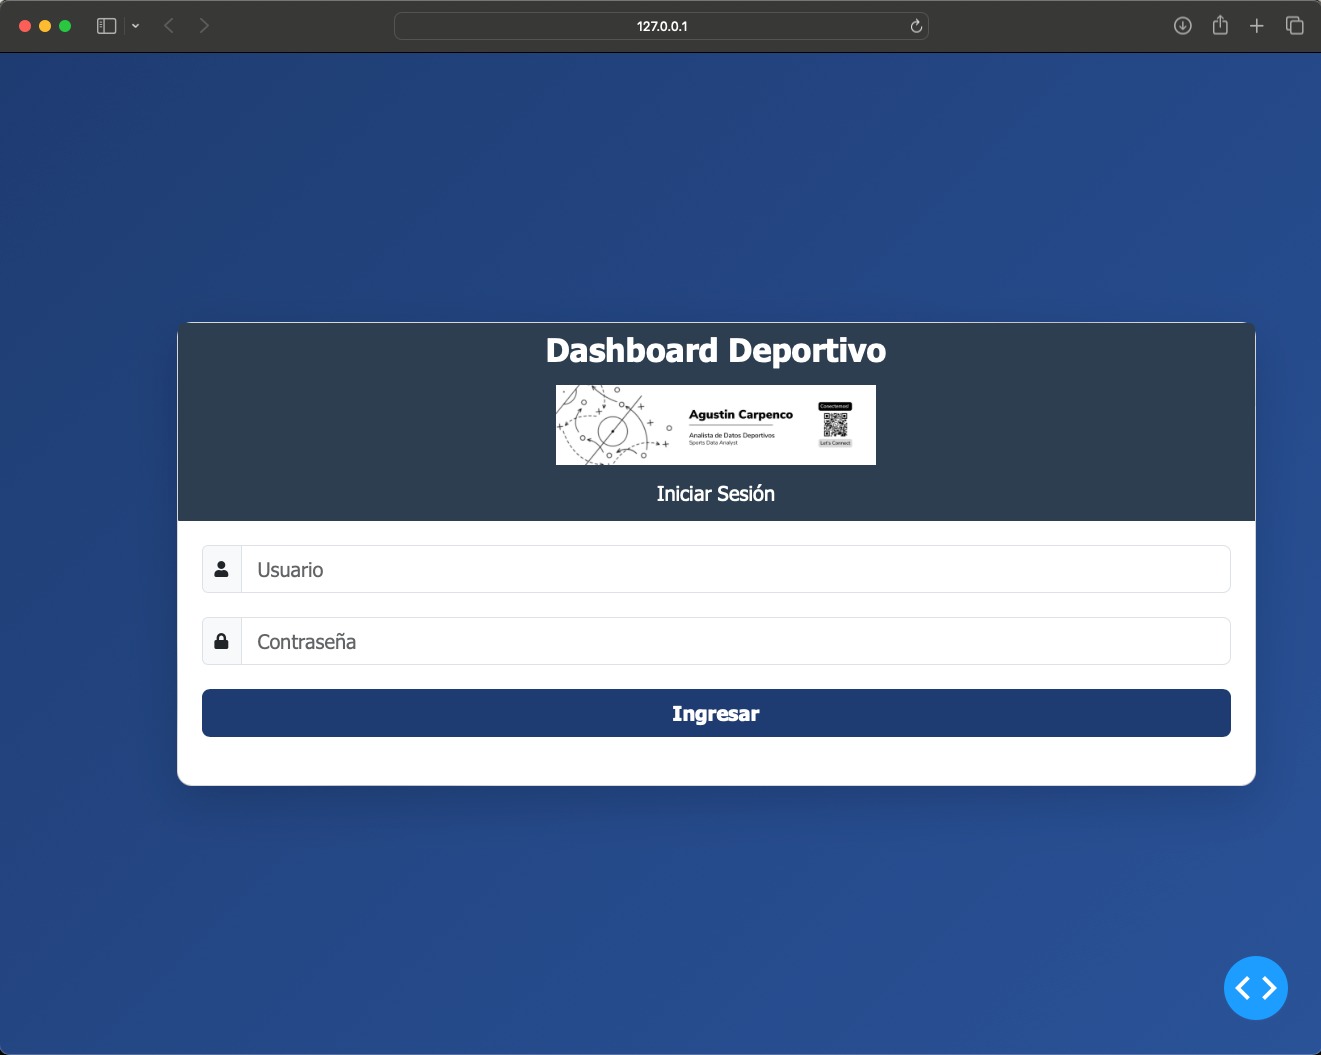 127.0.0.1
Dashboard Deportivo
Agustin Carpenco
Analista de Datos Deportivos
Sports Data Analyst
Conectemos!
Let's Connect
Iniciar Sesión
Usuario
Contraseña
Ingresar